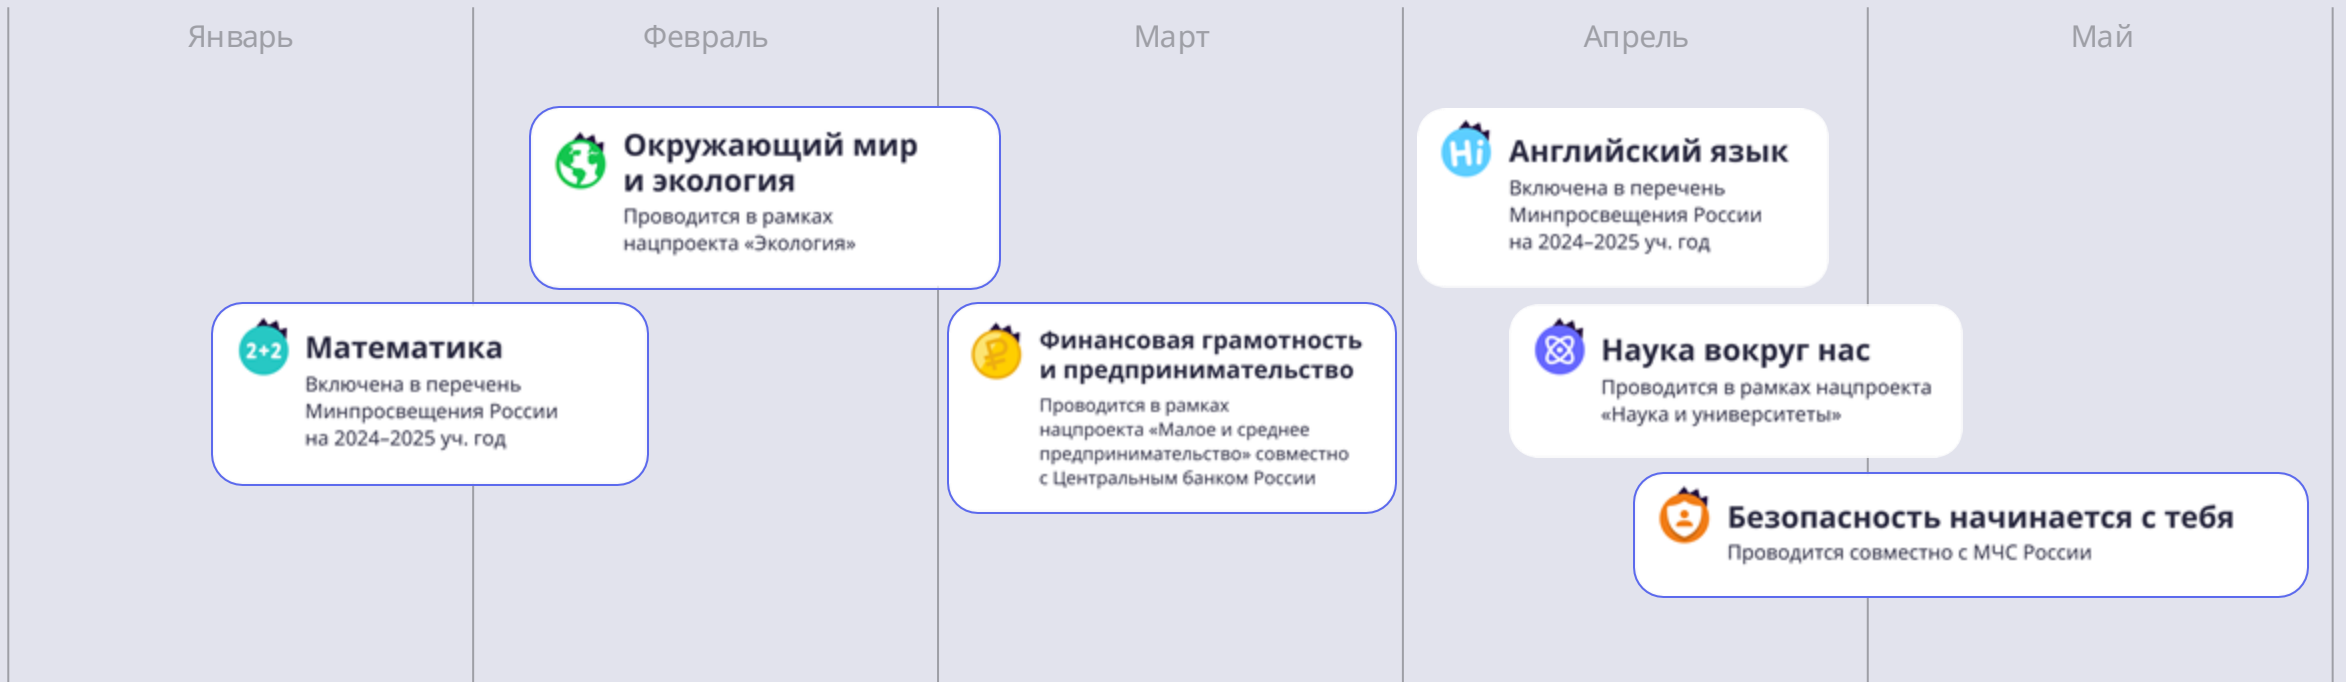 Январь
Февраль
Март
Апрель
Май
Окружающий мир
и экология
Проводится в рамках
нацпроекта «Экология»
Английский язык
Включена в перечень
Минпросвещения России
на 2024–2025 уч. год
Hi
2+2
Математика
Включена в перечень
Минпросвещения России
на 2024–2025 уч. год
₽
Финансовая грамотность
и предпринимательство
Проводится в рамках
нацпроекта «Малое и среднее
предпринимательство» совместно
с Центральным банком России
Наука вокруг нас
Проводится в рамках нацпроекта
«Наука и университеты»
Безопасность начинается с тебя
Проводится совместно с МЧС России